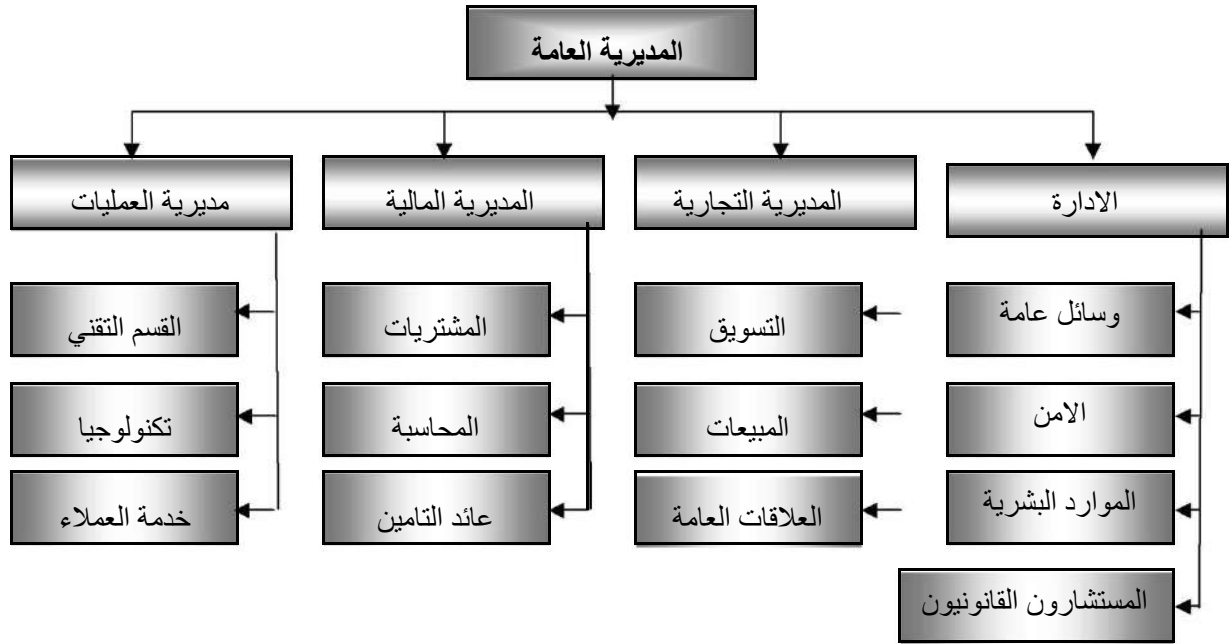 المديرية العامة
الادارة
المديرية التجارية
المديرية المالية
مديرية العمليات
وسائل عامة
التسويق
المشتريات
القسم التقني
الامن
المبيعات
المحاسبة
تكنولوجيا
الموارد البشرية
العلاقات العامة
عائد التامين
خدمة العملاء
المستشارون القانونيون